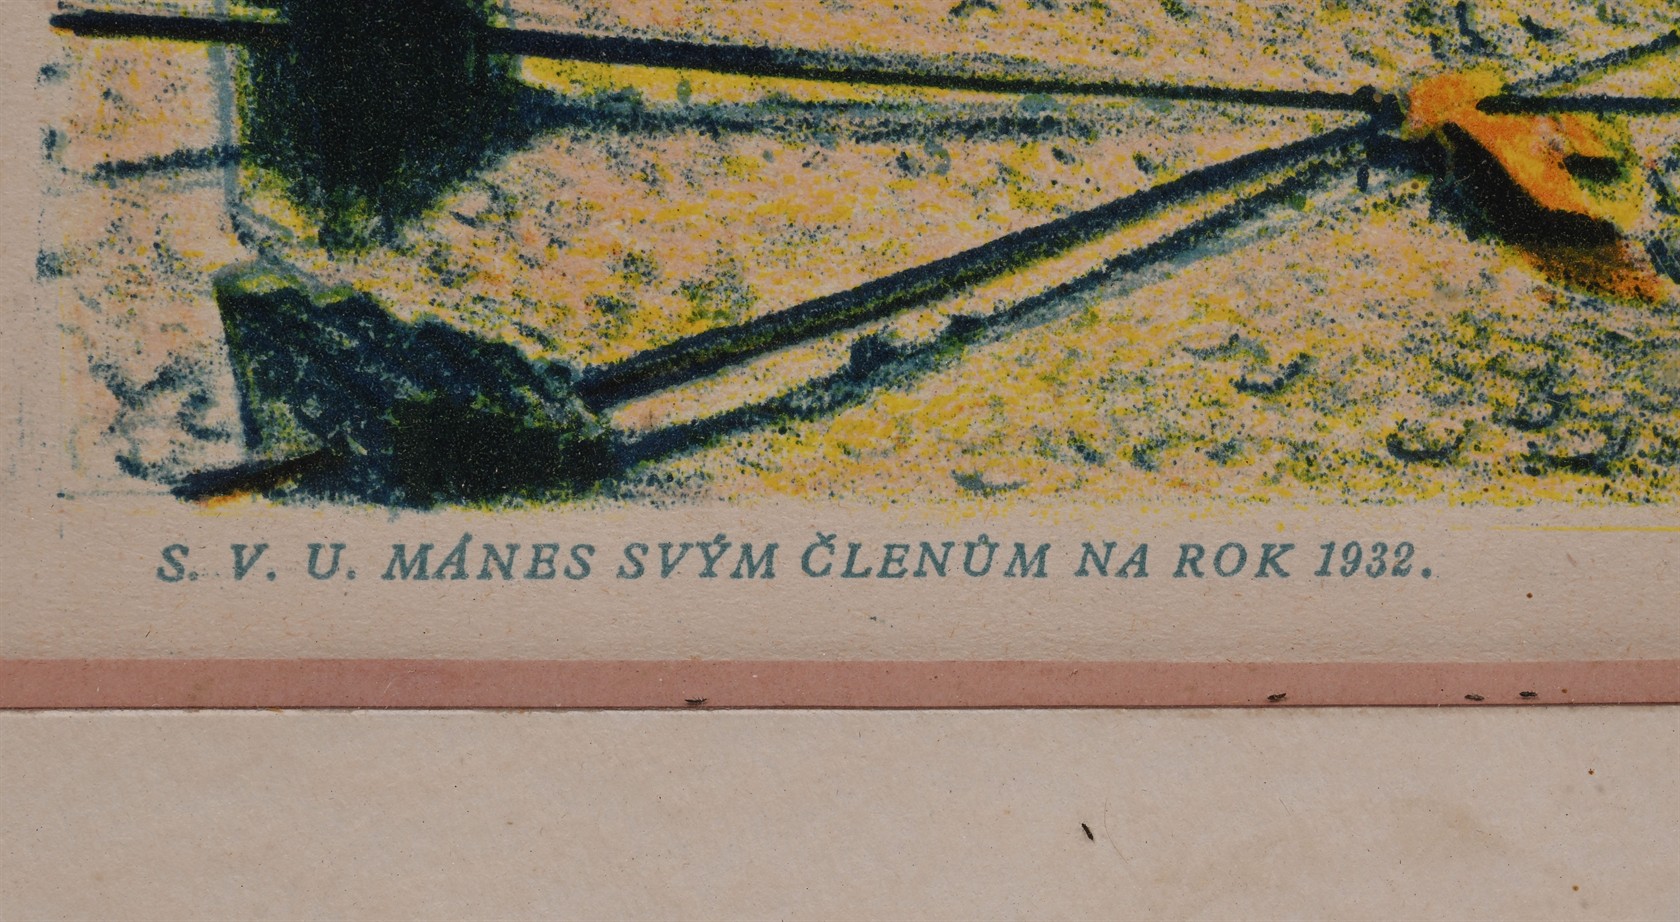 S. V. U. MÁNES SVÝM ČLENŮM NA ROK 1932.